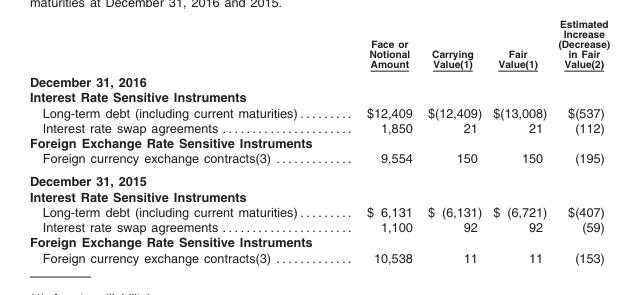 maturities at December 31, 2016 and 2015.
Estimated
Increase
Face or (Decrease)
Notional Carrying Fair in Fair
Amount Value(1) Value(1) Value(2)
December 31, 2016
Interest Rate Sensitive Instruments
Long-term debt (including current maturities) ......... $12,409 $(12,409) $(13,008) $(537)
Interest rate swap agreements ...................... 1,850 21 21 (112)
Foreign Exchange Rate Sensitive Instruments
Foreign currency exchange contracts(3) ............. 9,554 150 150 (195)
December 31, 2015
Interest Rate Sensitive Instruments
Long-term debt (including current maturities) ......... $ 6,131 $ (6,131) $ (6,721) $(407)
Interest rate swap agreements ...................... 1,100 92 92 (59)
Foreign Exchange Rate Sensitive Instruments
Foreign currency exchange contracts(3) ............. 10,538 11 11 (153)